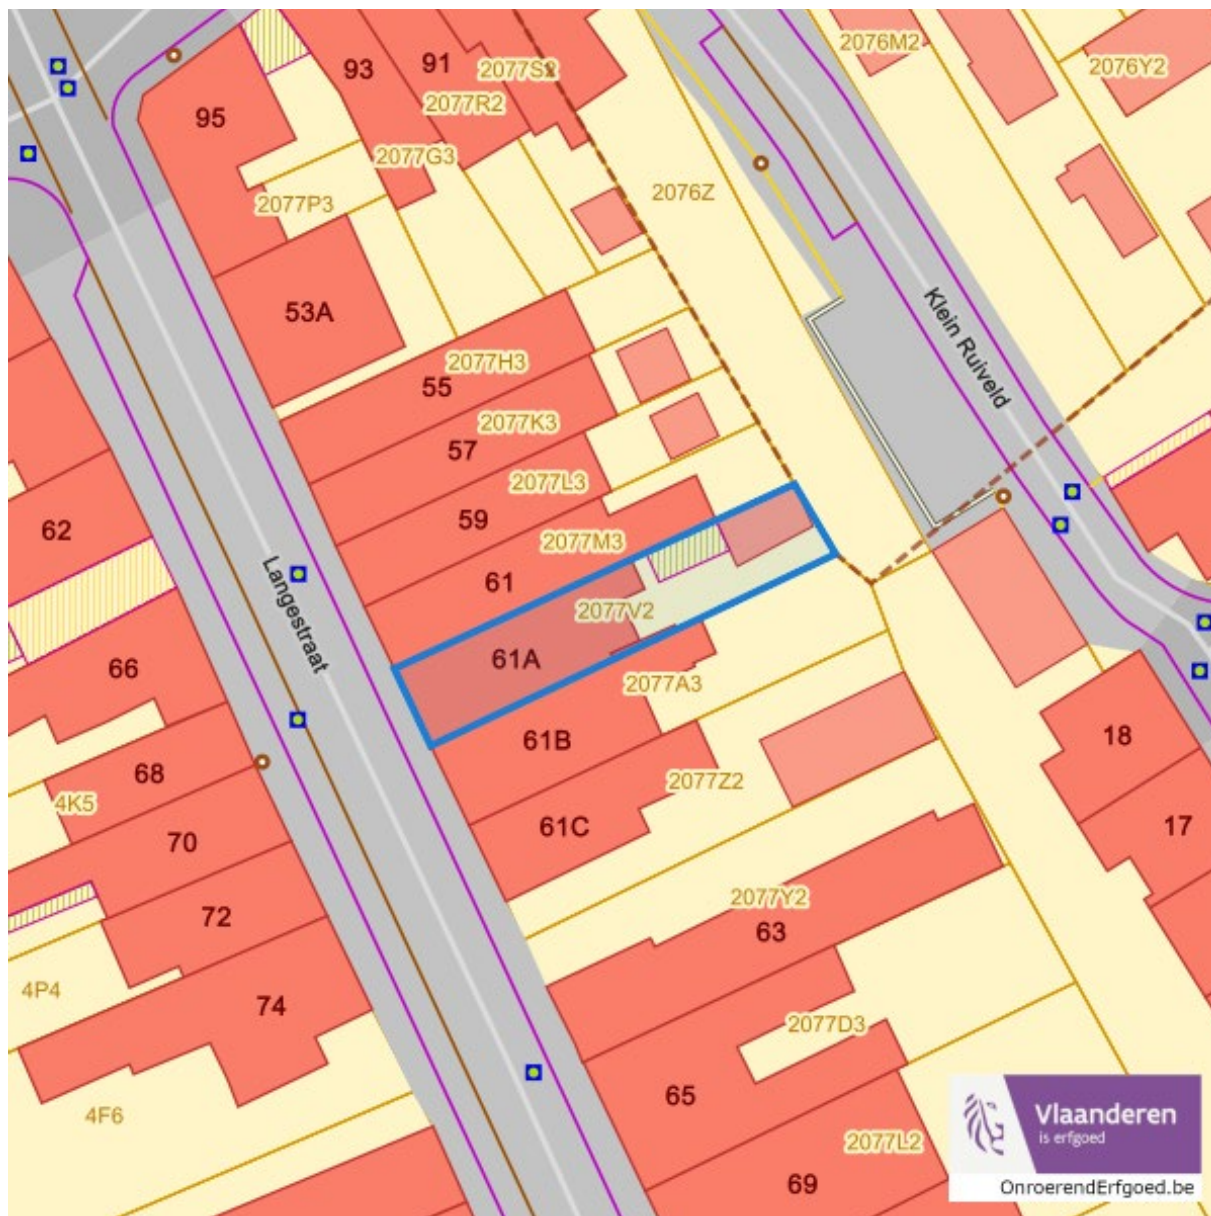 2076M2
93
91
2077S2
2076Y2
2077R2
95
2077G3
2076Z
2077P3
53A
Klein Ruiveld
2077H3
55
2077K3
57
2077L3
59
62
2077M3
61
Langestraat
2077V2
61A
66
2077A3
61B
18
68
2077Z2
4K5
61C
17
70
2077Y2
72
63
4P4
74
2077D3
65
4F6
Vlaanderen
is erfgoed
2077L2
69
OnroerendErfgoed.be